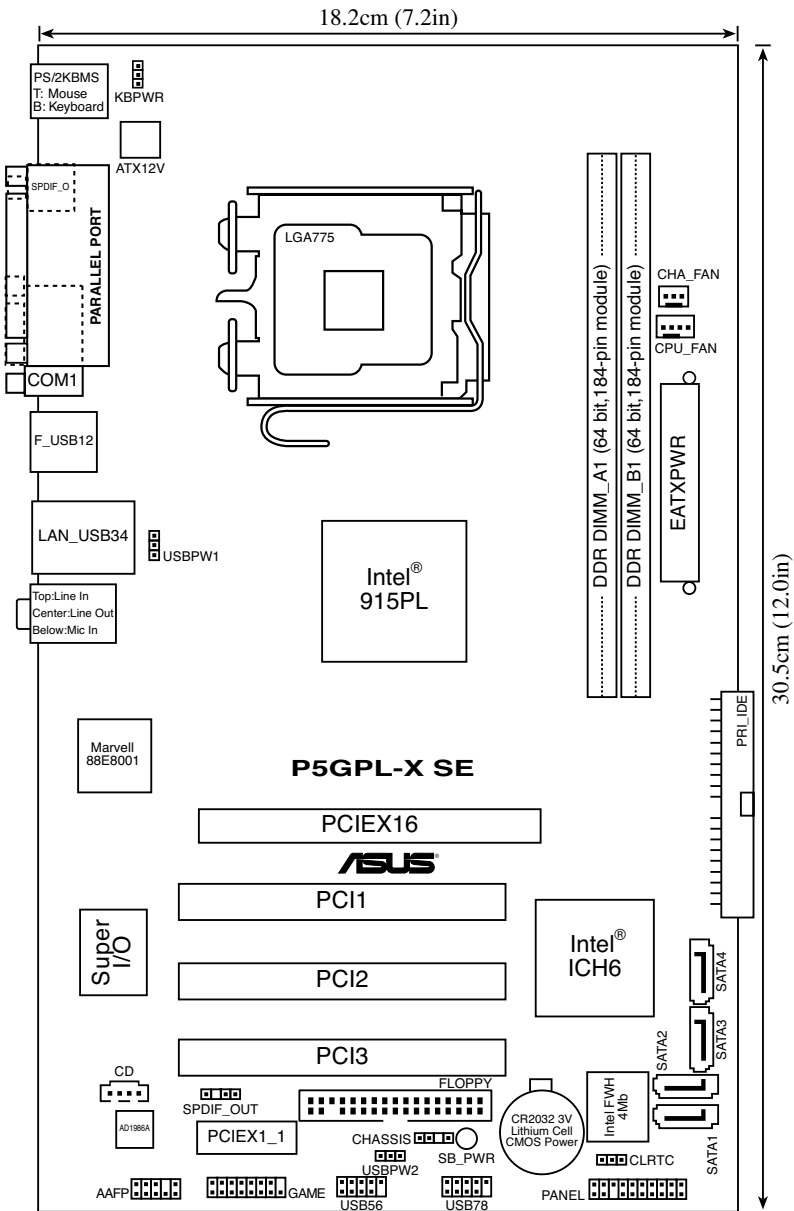 18.2cm (7.2in)
PS/2KBMS
T: Mouse
B: Keyboard
KBPWR
ATX12V
SPDIF_O
PARALLEL PORT
LGA775
CHA_FAN
CPU_FAN
COM1
F_USB12
DDR DIMM_A1 (64 bit,184-pin module)
DDR DIMM_B1 (64 bit,184-pin module)
EATXPWR
LAN_USB34
USBPW1
Intel®
915PL
Top:Line In
Center:Line Out
Below:Mic In
30.5cm (12.0in)
PRI_IDE
Marvell
88E8001
P5GPL-X SE
PCIEX16
ASUS®
PCI1
Super
I/O
Intel®
ICH6
PCI2
SATA4
SATA3
PCI3
SATA2
CD
FLOPPY
SPDIF_OUT
AD1986A
PCIEX1_1
CHASSIS
SB_PWR
CR2032 3V
Lithium Cell
CMOS Power
Intel FWH
4Mb
SATA1
USBPW2
CLRTC
AAFP
GAME
USB56
USB78
PANEL